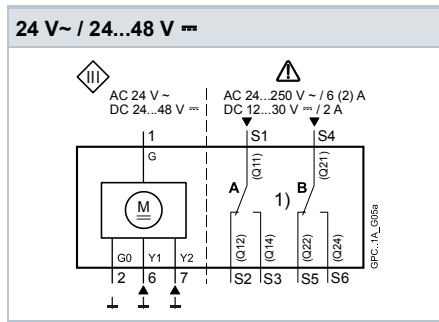 24 V~ / 24...48 V ⎓
III
AC 24 V ~
DC 24...48 V ⎓
AC 24...250 V ~ / 6 (2) A
DC 12...30 V ⎓ / 2 A
1
S1
S4
G
(Q11)
(Q21)
A
1)
B
M
(Q12)
(Q14)
(Q22)
(Q24)
G0
Y1
Y2
2
6
7
S2
S3
S5
S6
GPC..1A_G05a